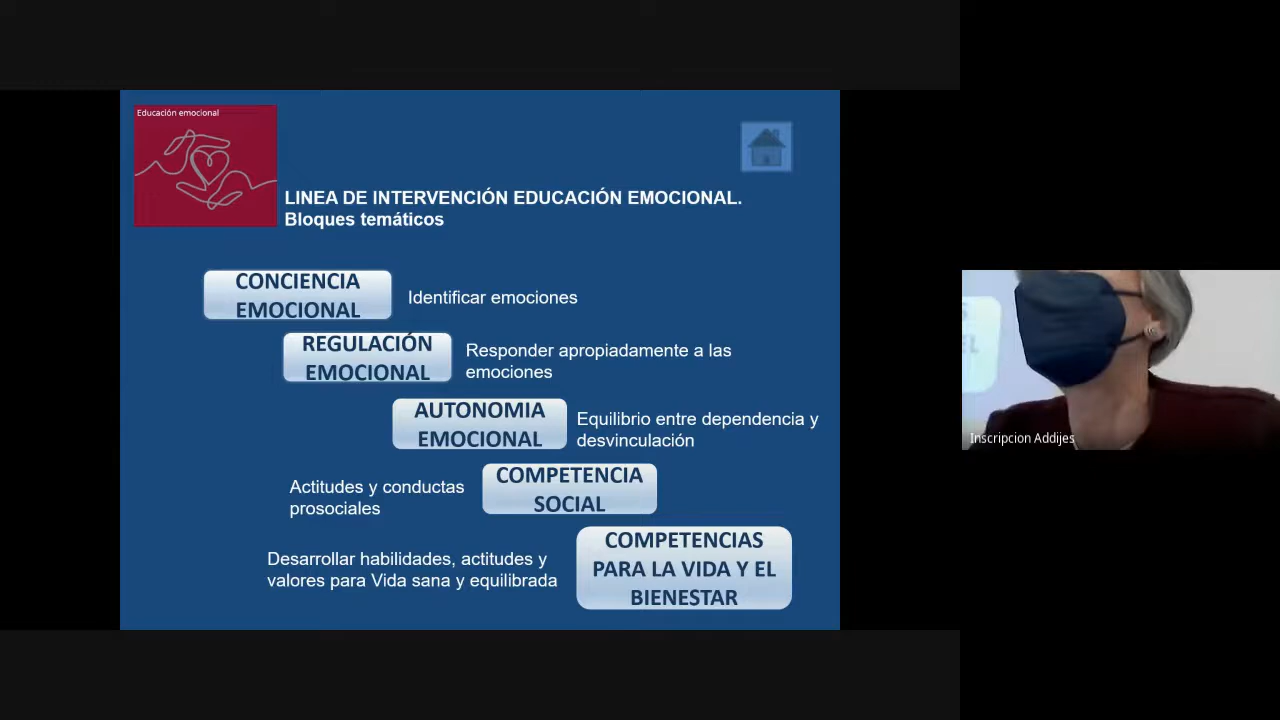 Educación emocional
LINEA DE INTERVENCIÓN EDUCACIÓN EMOCIONAL.
Bloques temáticos
CONCIENCIA
EMOCIONAL
Identificar emociones
REGULACIÓN
EMOCIONAL
Responder apropiadamente a las
emociones
AUTONOMIA
EMOCIONAL
Equilibrio entre dependencia y
desvinculación
Actitudes y conductas
prosociales
COMPETENCIA
SOCIAL
Desarrollar habilidades, actitudes y
valores para Vida sana y equilibrada
COMPETENCIAS
PARA LA VIDA Y EL
BIENESTAR
Inscripcion Addijes